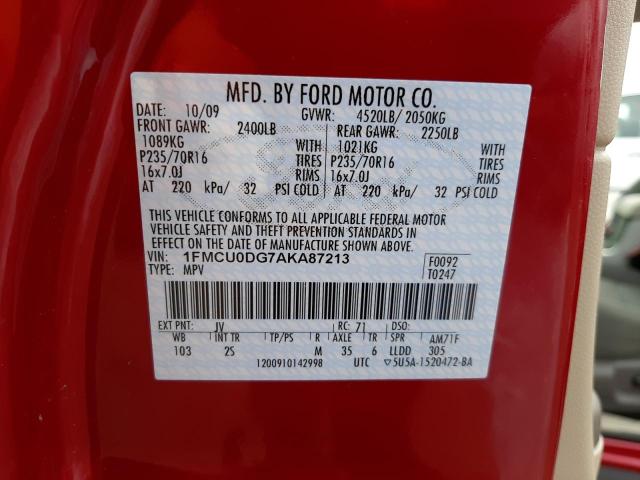 MFD. BY FORD MOTOR CO.
DATE: 10/09 GVWR: 4520LB/ 2050KG
FRONT GAWR: 2400LB REAR GAWR: 2250LB
1089KG WITH 1021KG WITH
P235/70R16 TIRES P235/70R16 TIRES
16x7.0J RIMS 16x7.0J RIMS
AT 220 kPa/ 32 PSI COLD AT 220 kPa/ 32 PSI COLD
THIS VEHICLE CONFORMS TO ALL APPLICABLE FEDERAL MOTOR
VEHICLE SAFETY AND THEFT PREVENTION STANDARDS IN
EFFECT ON THE DATE OF MANUFACTURE SHOWN ABOVE.
VIN: 1FMCU0DG7AKA87213 F0092
TYPE: MPV T0247
EXT PNT: JV RC: 71 DSO:
WB INT TR TP/PS R AXLE TR SPR AM71F
103 2S M 35 6 LLDD 305
1200910142998 UTC ▽5U5A-1520472-BA